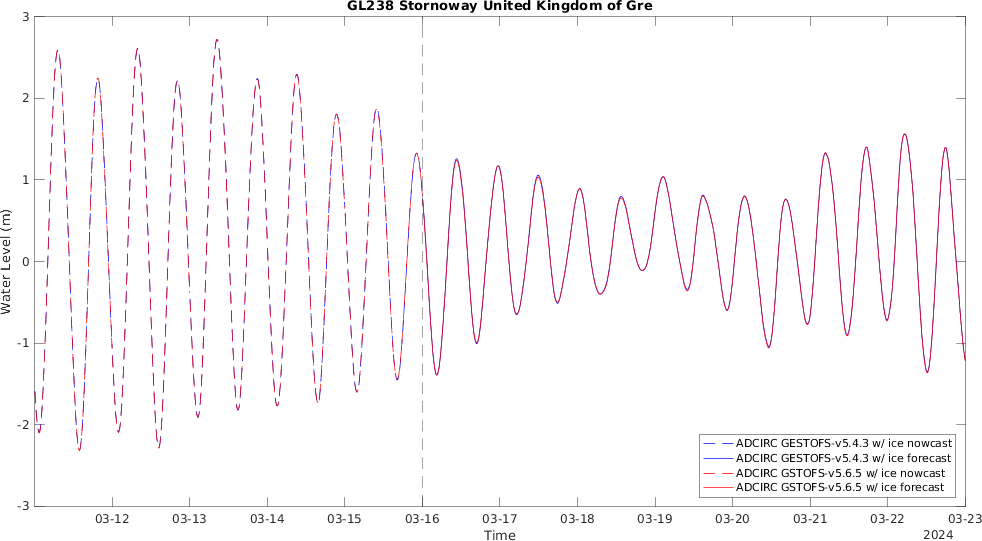 GL238 Stornoway United Kingdom of Gre
3
2
1
0
-1
-2
-3
Water Level (m)
ADCIRC GESTOFS-v5.4.3 w/ ice nowcast
ADCIRC GESTOFS-v5.4.3 w/ ice forecast
ADCIRC GSTOFS-v5.6.5 w/ ice nowcast
ADCIRC GSTOFS-v5.6.5 w/ ice forecast
03-12 03-13 03-14 03-15 03-16 03-17 03-18 03-19 03-20 03-21 03-22 03-23
Time
2024